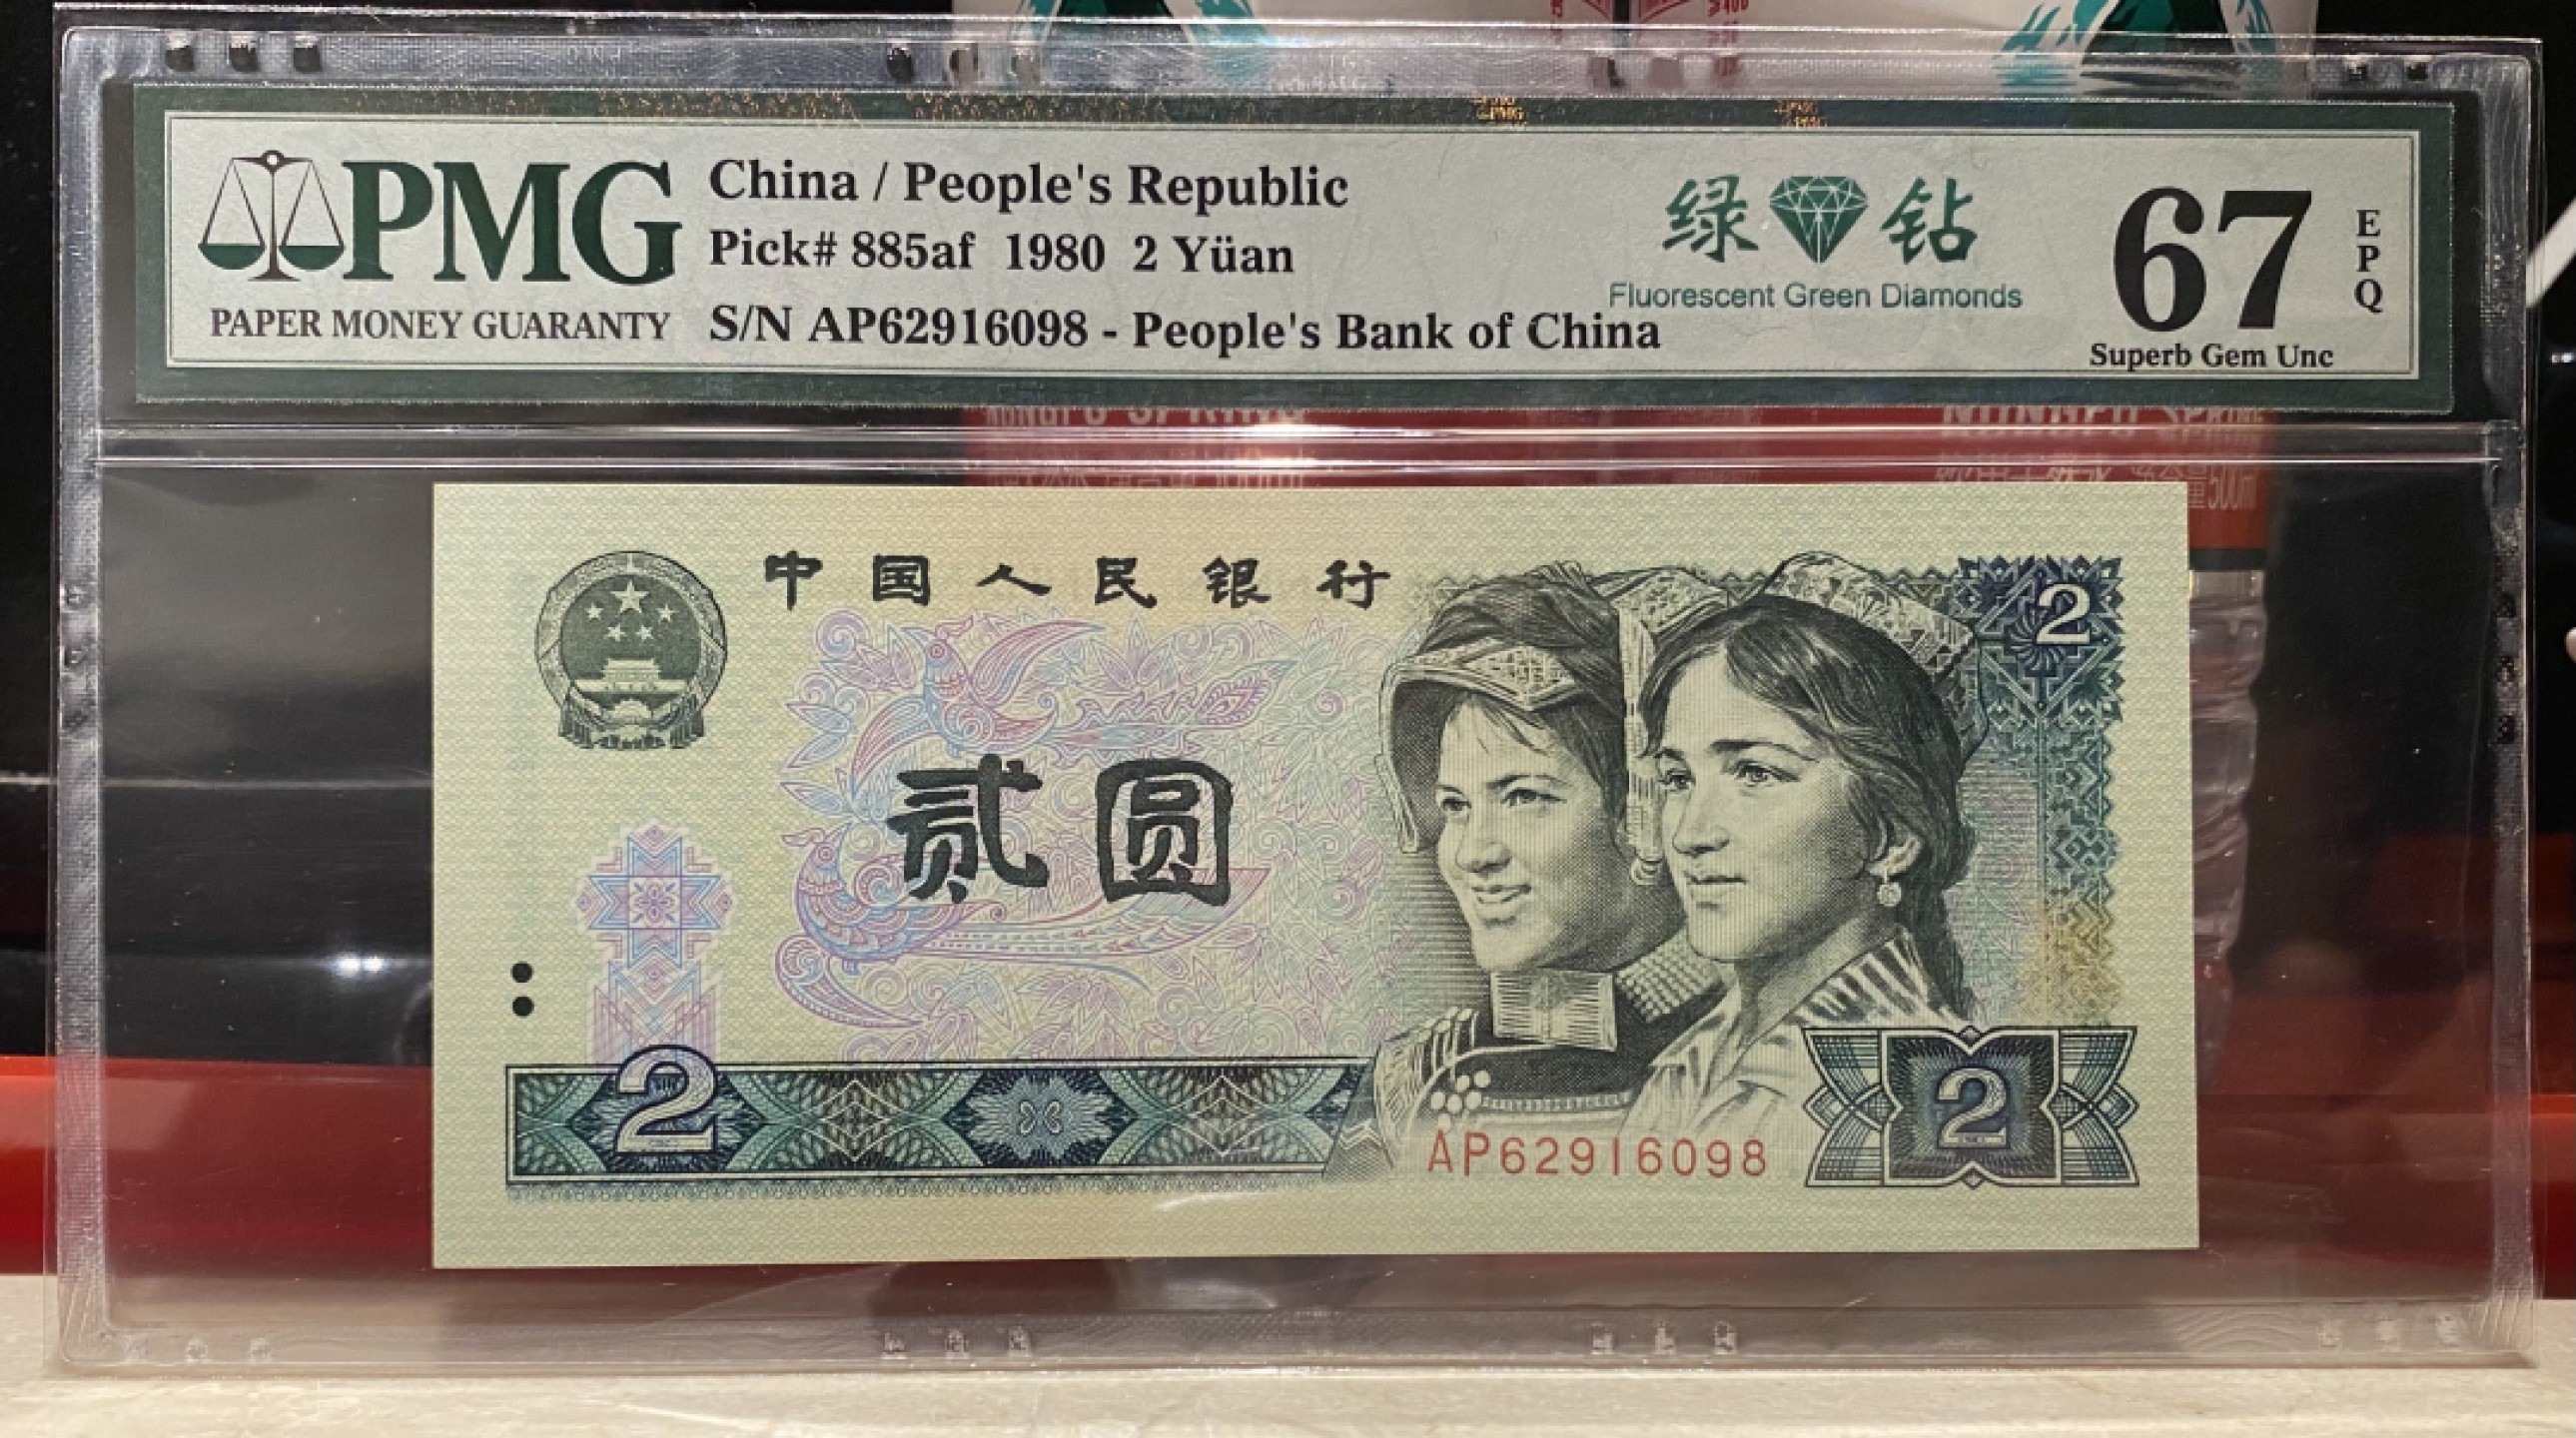 PMG
PAPER MONEY GUARANTY
China / People's Republic
Pick# 885af 1980 2 Yüan
S/N AP62916098 - People's Bank of China
绿钻
Fluorescent Green Diamonds
67
EPQ
Superb Gem Unc
中国人民银行
2
贰圆
2
AP62916098
2